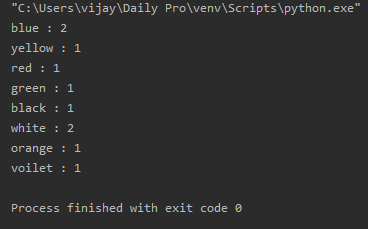 "C:\Users\vijay\Daily Pro\venv\Scripts\python.exe"
blue : 2
yellow : 1
red : 1
green : 1
black : 1
white : 2
orange : 1
voilet : 1
Process finished with exit code 0